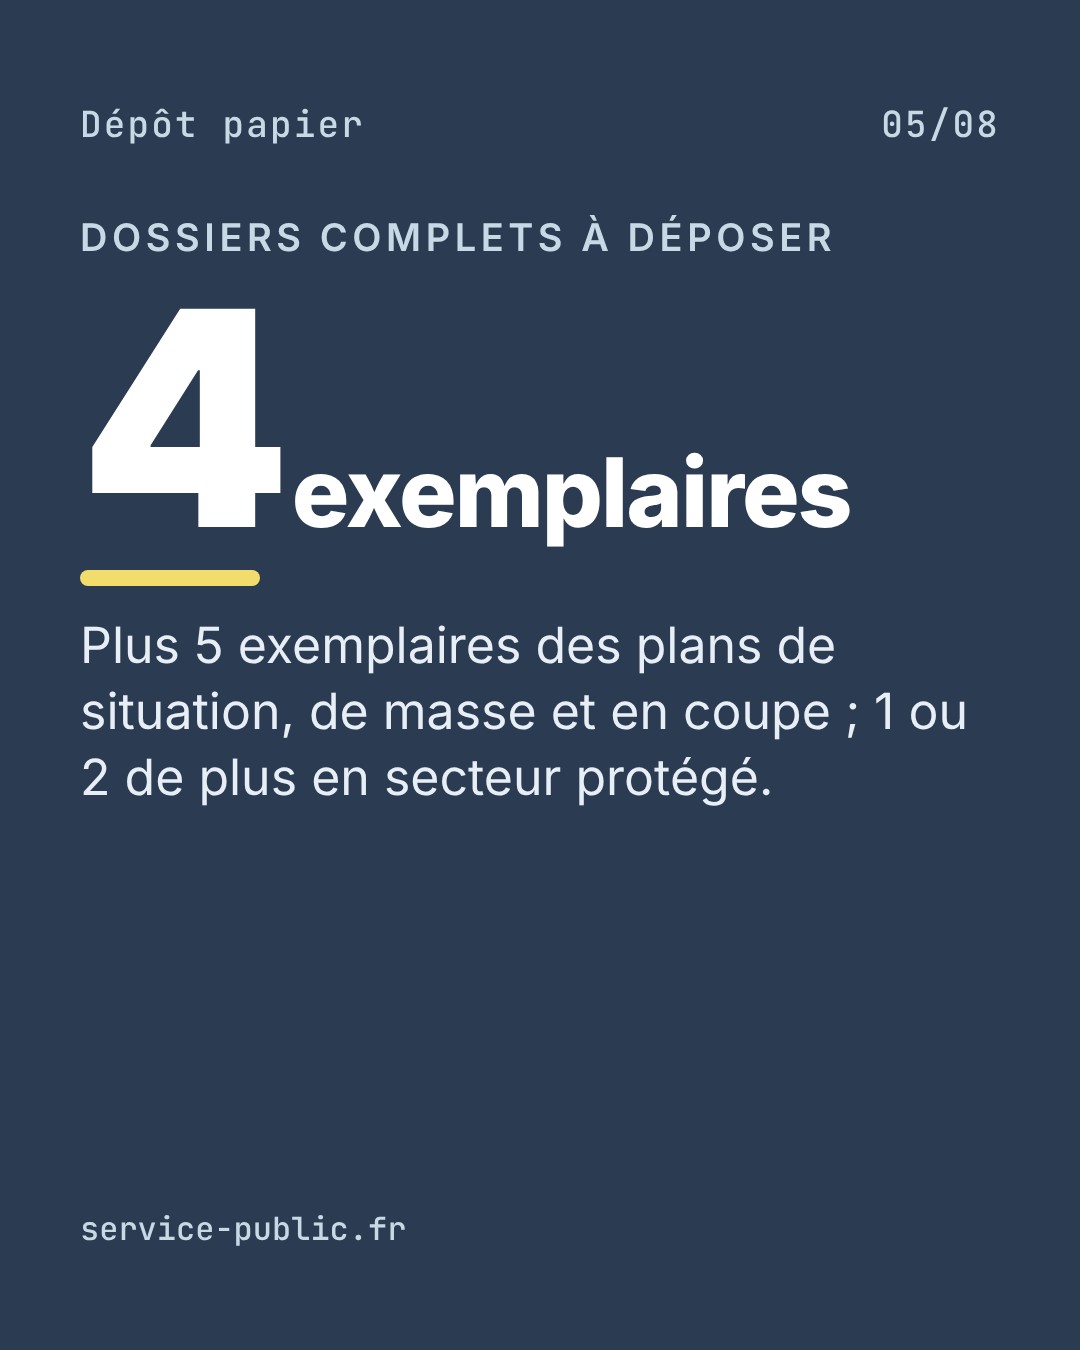 Dépôt papier
05/08
DOSSIERS COMPLETS À DÉPOSER
4 exemplaires
Plus 5 exemplaires des plans de
situation, de masse et en coupe ; 1 ou
2 de plus en secteur protégé.
service-public.fr